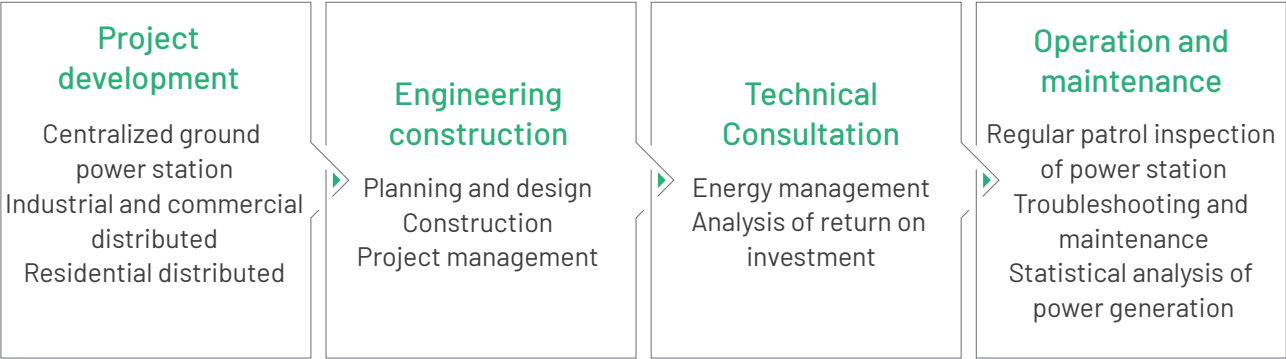 Project
development
Centralized ground
power station
Industrial and commercial
distributed
Residential distributed
Engineering
construction
Planning and design
Construction
Project management
Technical
Consultation
Energy management
Analysis of return on
investment
Operation and
maintenance
Regular patrol inspection
of power station
Troubleshooting and
maintenance
Statistical analysis of
power generation